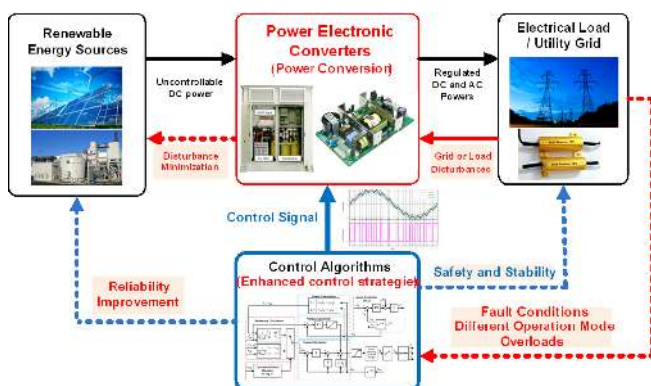 Renewable
Energy Sources
Uncontrollable
DC power
Power Electronic
Converters
(Power Conversion)
Regulated
DC and AC
Powers
Electrical Load
/ Utility Grid
Disturbance
Minimization
Grid or Load
Disturbances
Control Signal
Control Algorithms
(Enhanced control strategie)
Reliability
Improvement
Safety and Stability
Fault Conditions
Different Operation Mode
Overloads